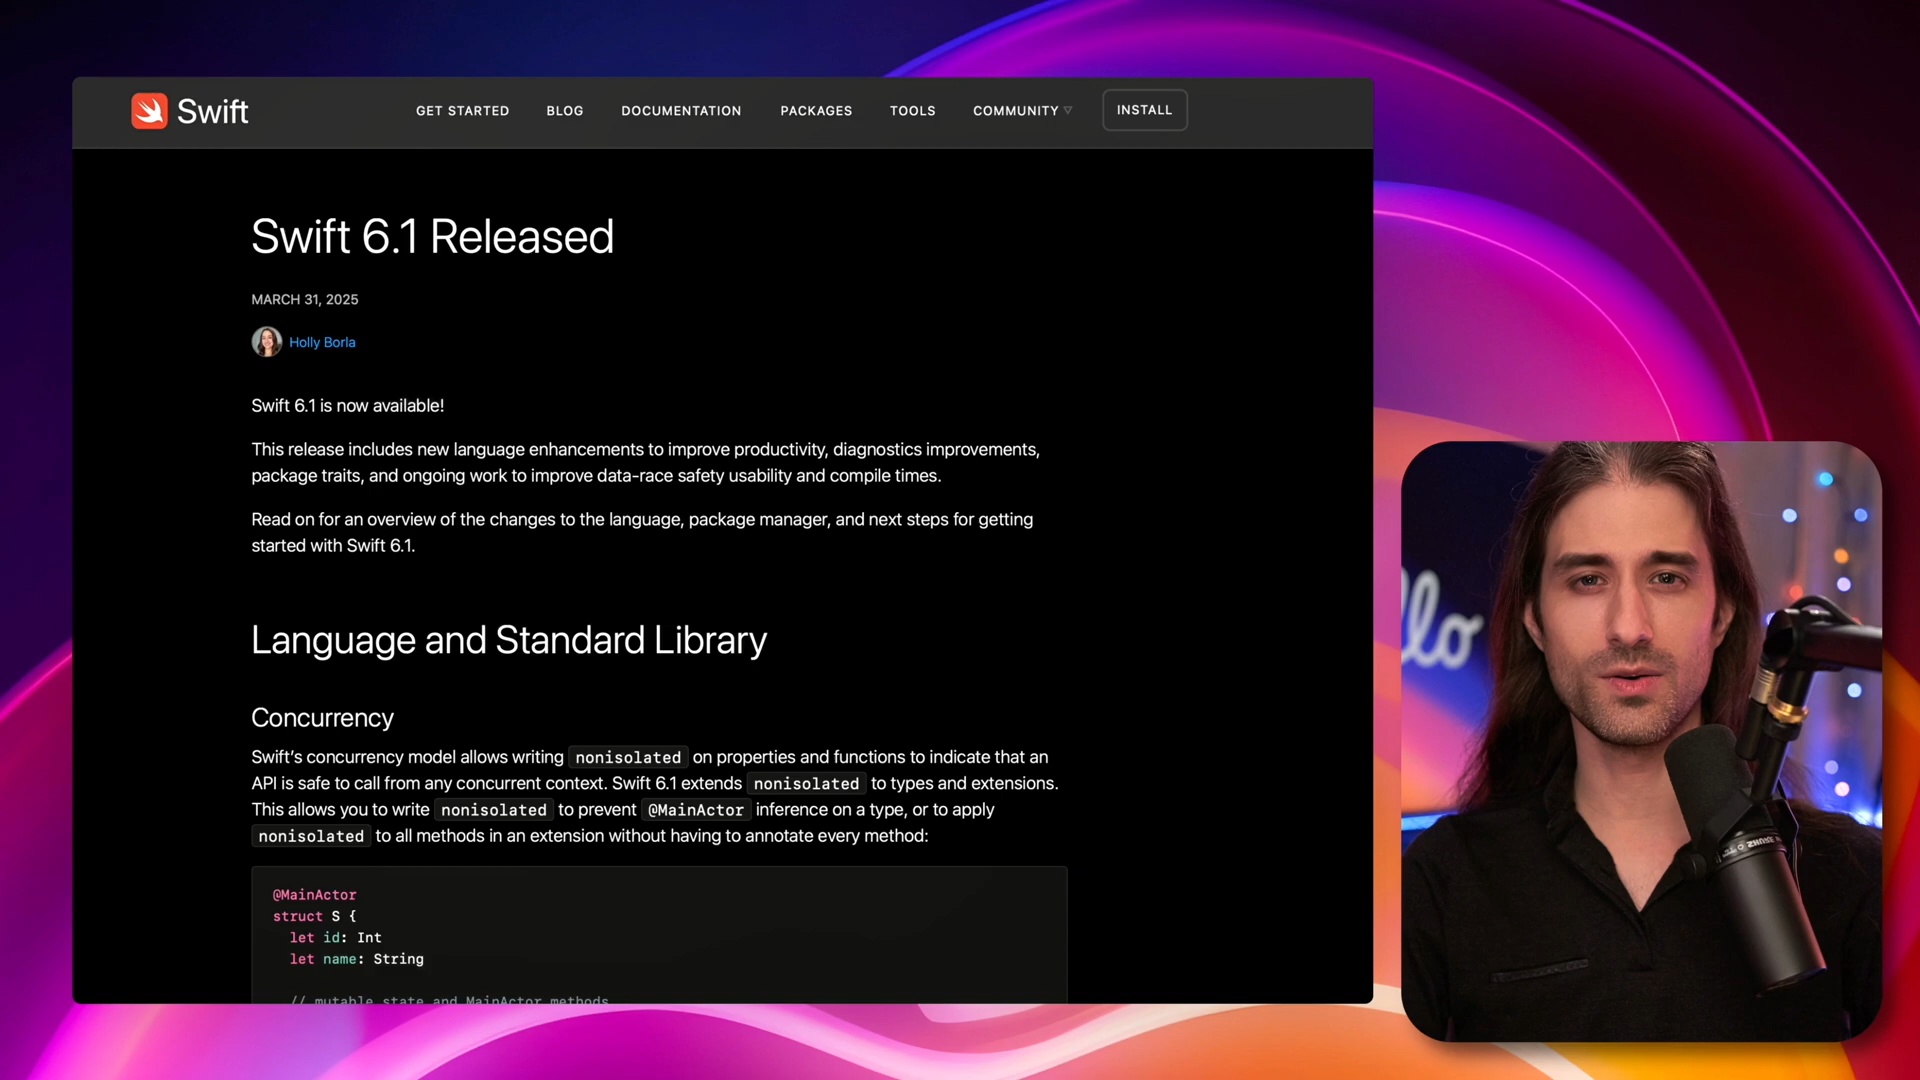 Swift
GET STARTED
BLOG
DOCUMENTATION
PACKAGES
TOOLS
COMMUNITY
INSTALL
Swift 6.1 Released
MARCH 31, 2025
Holly Borla
Swift 6.1 is now available!
This release includes new language enhancements to improve productivity, diagnostics improvements,
package traits, and ongoing work to improve data-race safety usability and compile times.
Read on for an overview of the changes to the language, package manager, and next steps for getting
started with Swift 6.1.
Language and Standard Library
Concurrency
Swift’s concurrency model allows writing nonisolated on properties and functions to indicate that an
API is safe to call from any concurrent context. Swift 6.1 extends nonisolated to types and extensions.
This allows you to write nonisolated to prevent @MainActor inference on a type, or to apply
nonisolated to all methods in an extension without having to annotate every method:
@MainActor
struct S {
let id: Int
let name: String
// mutable state and MainActor methods
llo
SHURE